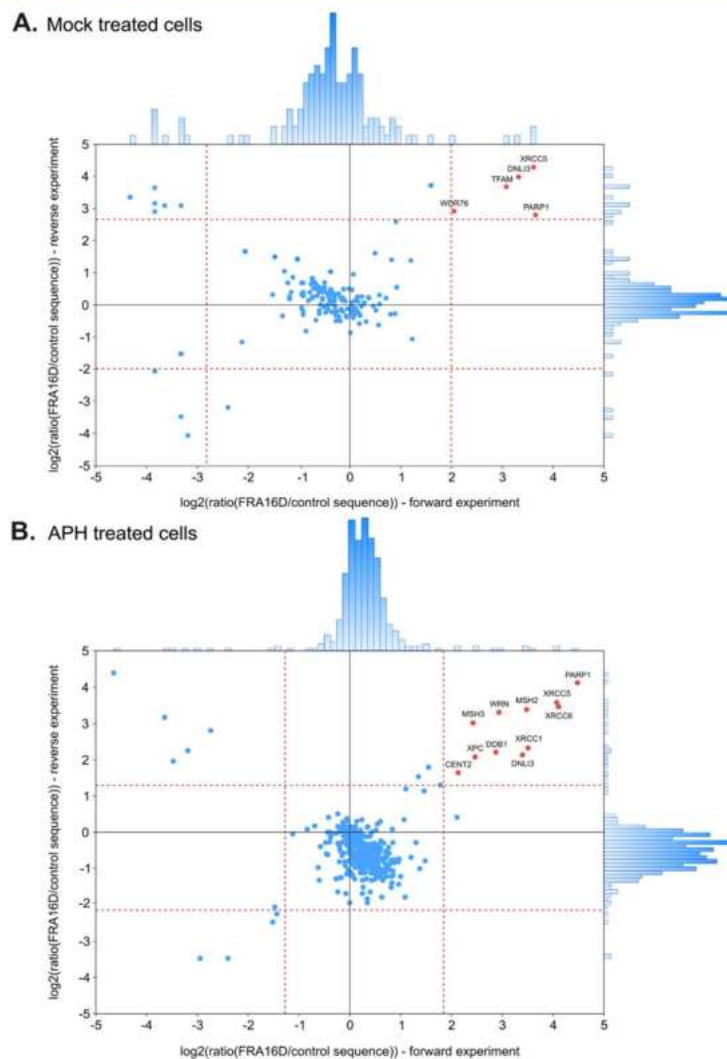 A. Mock treated cells
5
4
3
2
1
0
-1
-2
-3
-4
-5
-5 -4 -3 -2 -1 0 1 2 3 4 5
log2(ratio(FRA16D/control sequence)) - reverse experiment
log2(ratio(FRA16D/control sequence)) - forward experiment
XRCC5
DNLI3
TFAM
WDR76
PARP1
B. APH treated cells
5
4
3
2
1
0
-1
-2
-3
-4
-5
-5 -4 -3 -2 -1 0 1 2 3 4 5
log2(ratio(FRA16D/control sequence)) - reverse experiment
log2(ratio(FRA16D/control sequence)) - forward experiment
PARP1
XRCC5
MSH2
WRN
XRCC6
MSH3
XRCC1
DDB1
XPC
DNLI3
CENT2